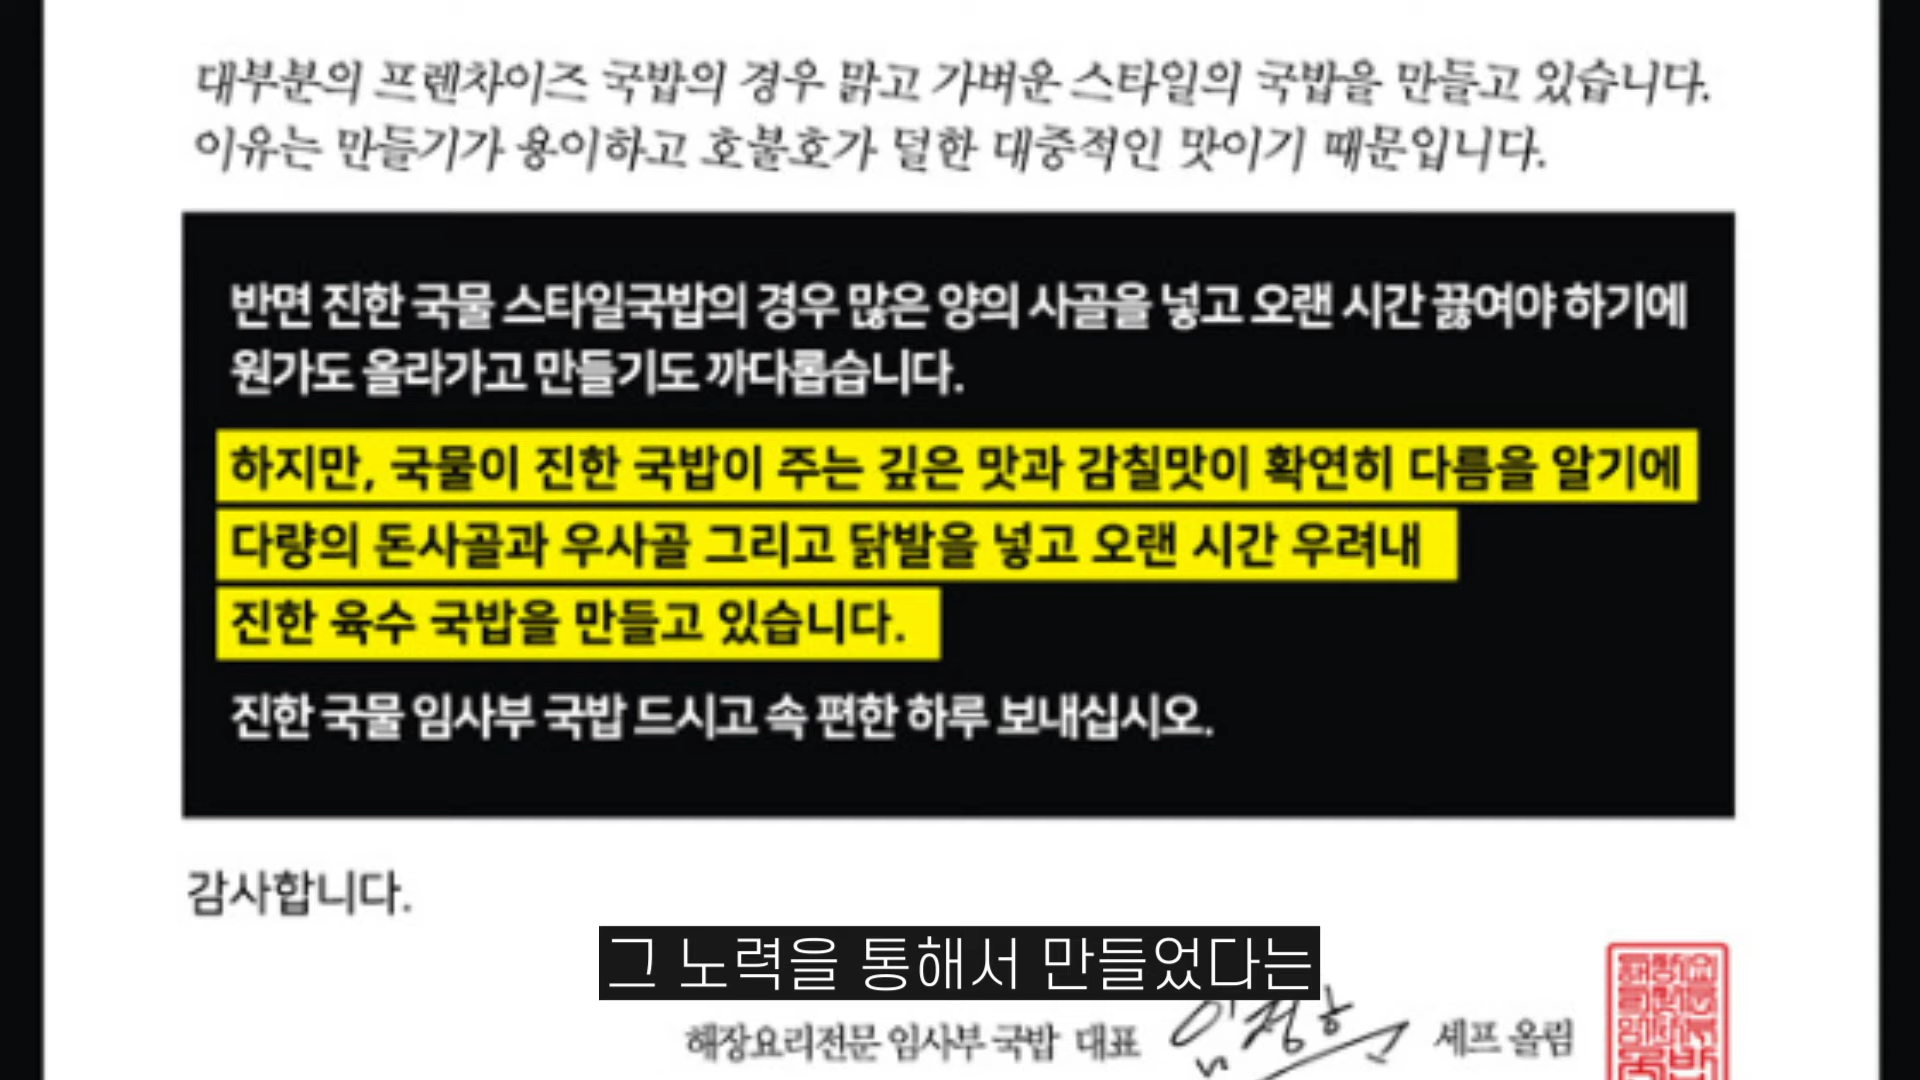 대부분의 프렌차이즈 국밥의 경우 맑고 가벼운 스타일의 국밥을 만들고 있습니다.
이유는 만들기가 용이하고 호불호가 덜한 대중적인 맛이기 때문입니다.
반면 진한 국물 스타일국밥의 경우 많은 양의 사골을 넣고 오랜 시간 끓여야 하기에
원가도 올라가고 만들기도 까다롭습니다.
하지만, 국물이 진한 국밥이 주는 깊은 맛과 감칠맛이 확연히 다름을 알기에
다량의 돈사골과 우사골 그리고 닭발을 넣고 오랜 시간 우려내
진한 육수 국밥을 만들고 있습니다.
진한 국물 임사부 국밥 드시고 속 편한 하루 보내십시오.
감사합니다.
그 노력을 통해서 만들었다는
해장요리전문 임사부 국밥 대표 셰프 올림